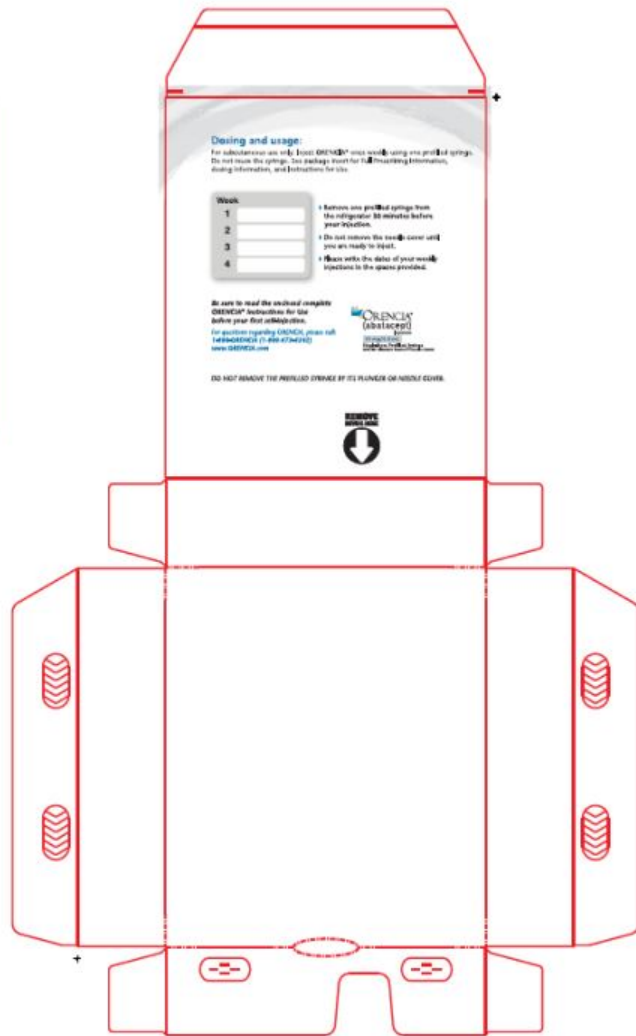 Dosing and usage:
For subcutaneous use only. Inject ORENCIA® once weekly using one prefilled syringe.
Do not reuse the syringe. See package insert for Full Prescribing Information,
dosing information, and Instructions for Use.
Week
1
2
3
4
• Remove one prefilled syringe from
the refrigerator 30 minutes before
your injection.
• Do not remove the needle cover until
you are ready to inject.
• Please write the dates of your weekly
injections in the spaces provided.
Be sure to read the enclosed complete
ORENCIA® Instructions for Use
before your first self-injection.
For questions regarding ORENCIA, please call
1-800-ORENCIA
www.ORENCIA.com
ORENCIA®
(abatacept)
DO NOT REMOVE THE PREFILLED SYRINGE BY ITS PLUNGER OR NEEDLE COVER.
REMOVE